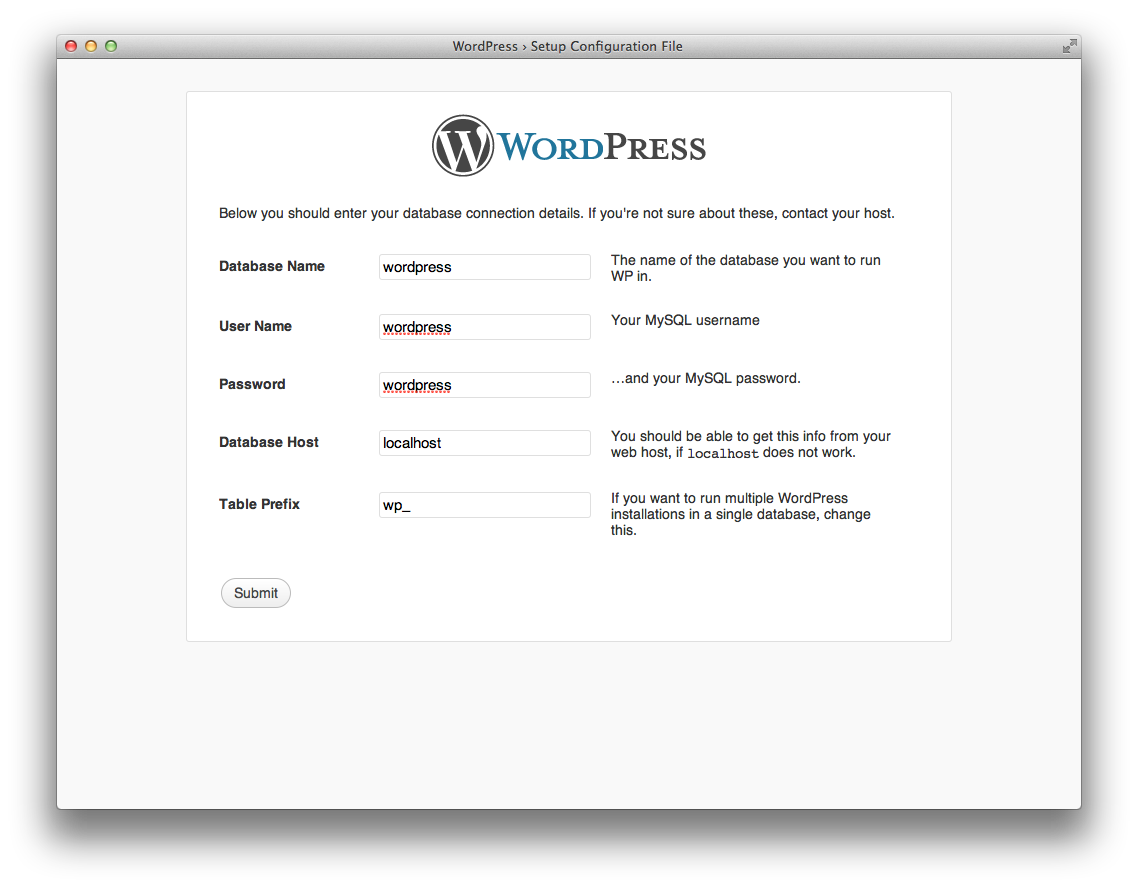 WordPress › Setup Configuration File
WORDPRESS
Below you should enter your database connection details. If you're not sure about these, contact your host.
Database Name
wordpress
The name of the database you want to run
WP in.
User Name
wordpress
Your MySQL username
Password
wordpress
…and your MySQL password.
Database Host
localhost
You should be able to get this info from your
web host, if localhost does not work.
Table Prefix
wp_
If you want to run multiple WordPress
installations in a single database, change
this.
Submit